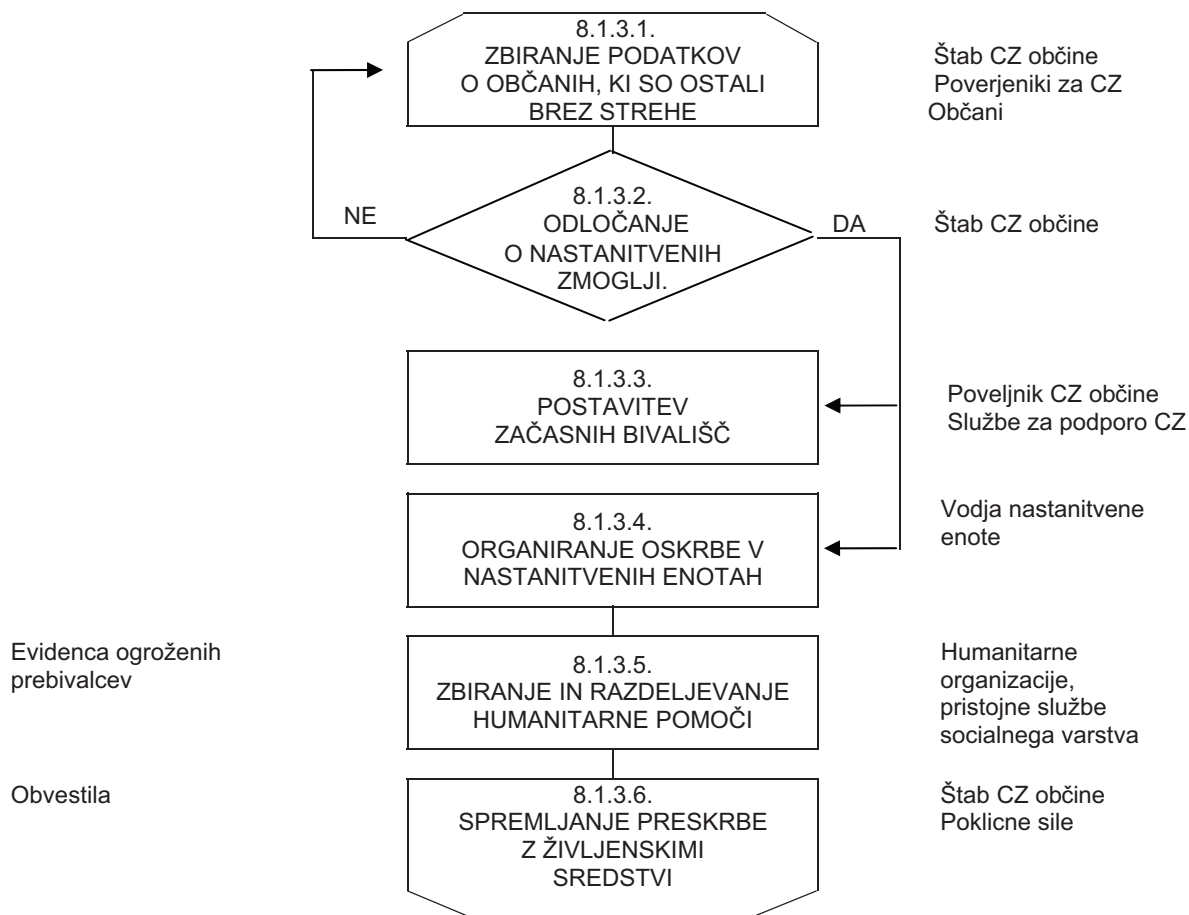 8.1.3.1.
ZBIRANJE PODATKOV
O OBČANIH, KI SO OSTALI
BREZ STREHE
Štab CZ občine
Poverjeniki za CZ
Občani
NE
8.1.3.2.
ODLOČANJE
O NASTANITVENIH
ZMOGLJI.
DA
Štab CZ občine
8.1.3.3.
POSTAVITEV
ZAČASNIH BIVALIŠČ
Poveljnik CZ občine
Službe za podporo CZ
8.1.3.4.
ORGANIRANJE OSKRBE V
NASTANITVENIH ENOTAH
Vodja nastanitvene
enote
Evidenca ogroženih
prebivalcev
8.1.3.5.
ZBIRANJE IN RAZDELJEVANJE
HUMANITARNE POMOČI
Humanitarne
organizacije,
pristojne službe
socialnega varstva
Obvestila
8.1.3.6.
SPREMLJANJE PRESKRBE
Z ŽIVLJENSKIMI
SREDSTVI
Štab CZ občine
Poklicne sile